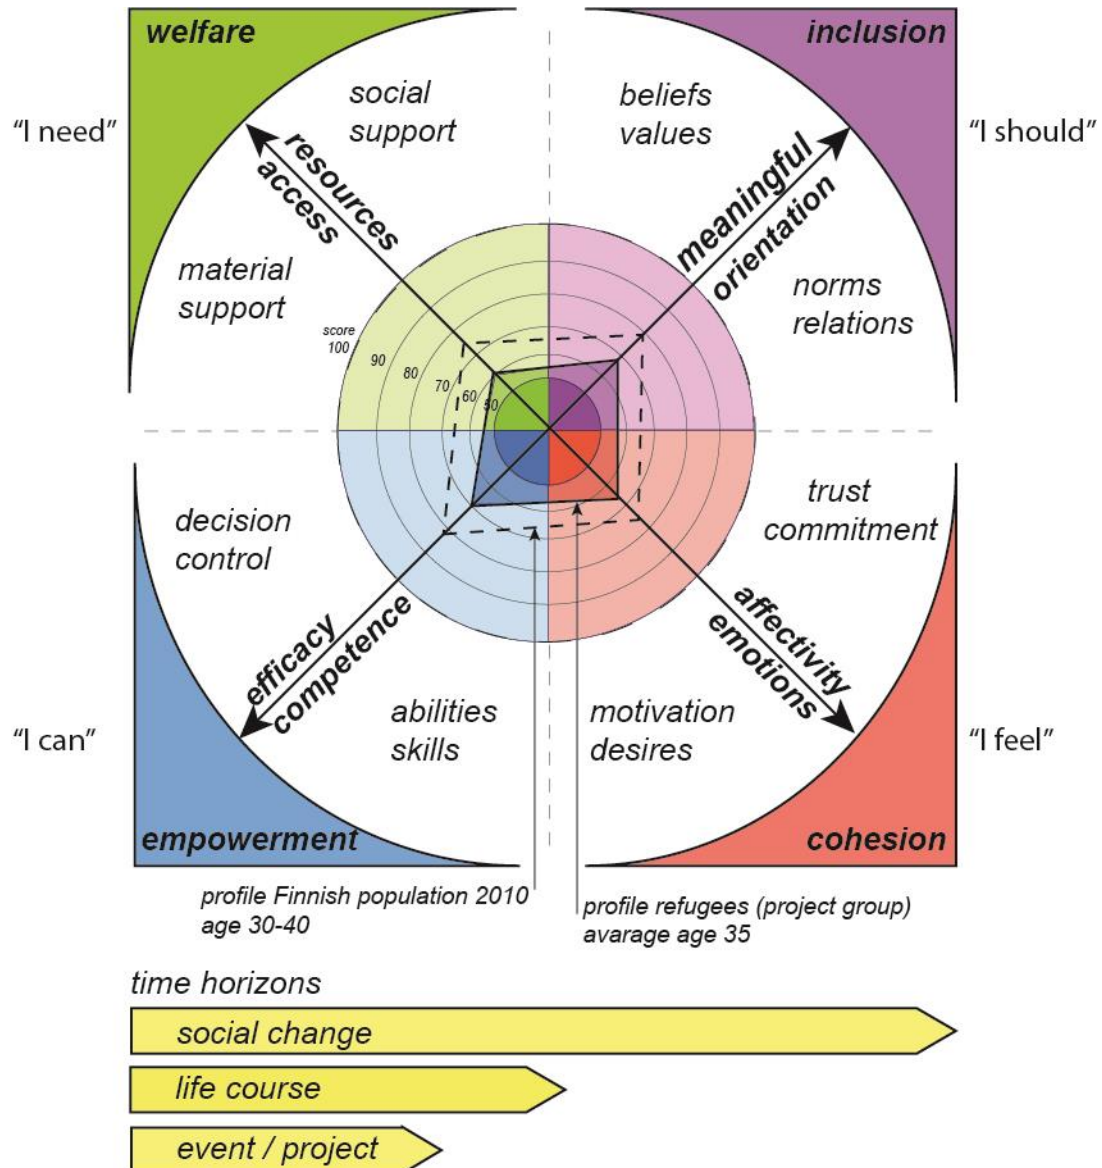 welfare
inclusion
social
support
beliefs
values
"I need"
"I should"
resources
access
meaningful
orientation
material
support
norms
relations
score
100
90
80
70
60
50
decision
control
trust
commitment
efficacy
competence
affectivity
emotions
abilities
skills
motivation
desires
"I can"
"I feel"
empowerment
cohesion
profile Finnish population 2010
age 30-40
profile refugees (project group)
avarage age 35
time horizons
social change
life course
event / project